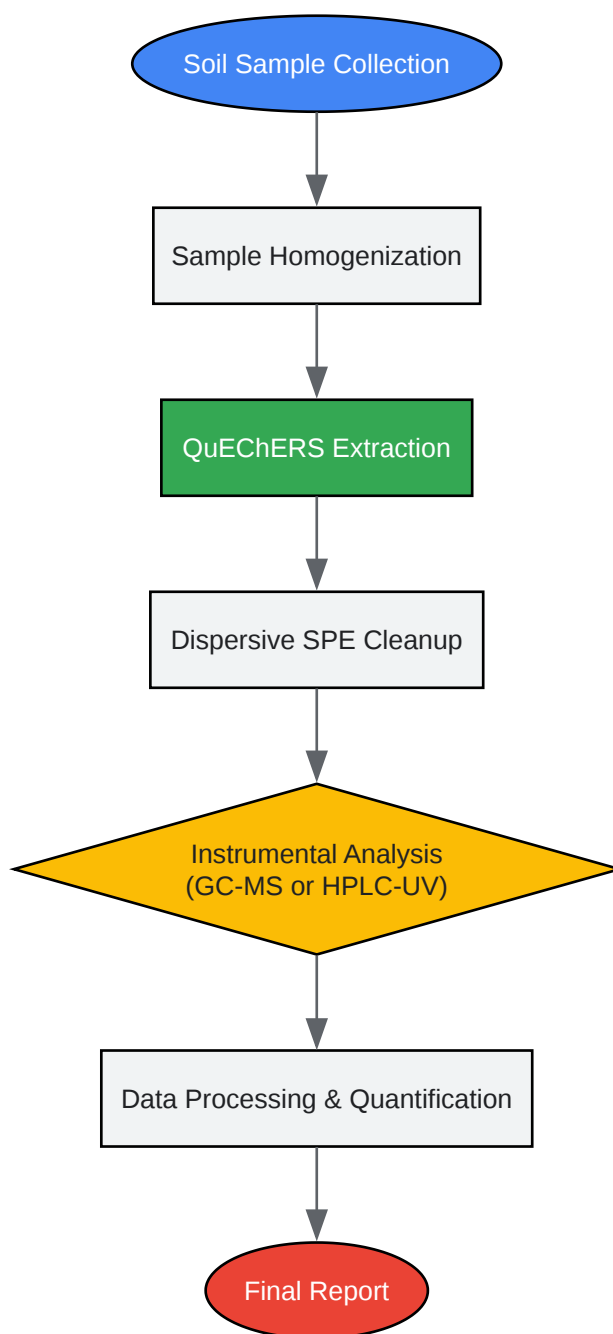 Soil Sample Collection
Sample Homogenization
QuEChERS Extraction
Dispersive SPE Cleanup
Instrumental Analysis
(GC-MS or HPLC-UV)
Data Processing & Quantification
Final Report